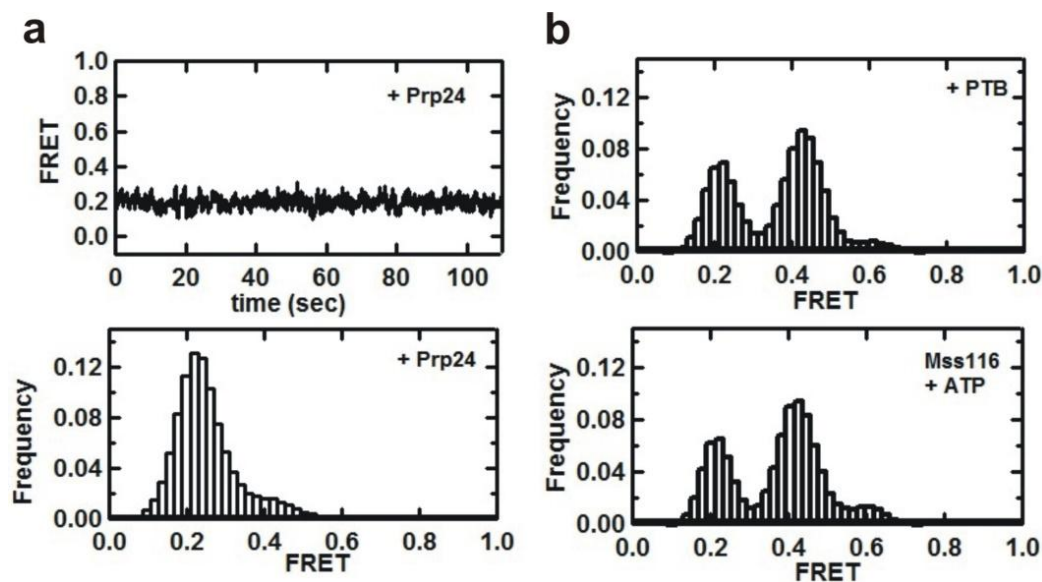 a
1.0
0.8
0.6
0.4
0.2
0.0
FRET
+ Prp24
0 20 40 60 80 100
time (sec)
0.12
0.08
0.04
0.00
Frequency
+ Prp24
0.0 0.2 0.4 0.6 0.8 1.0
FRET
b
0.12
0.08
0.04
0.00
Frequency
+ PTB
0.0 0.2 0.4 0.6 0.8 1.0
FRET
0.12
0.08
0.04
0.00
Frequency
Mss116
+ ATP
0.0 0.2 0.4 0.6 0.8 1.0
FRET